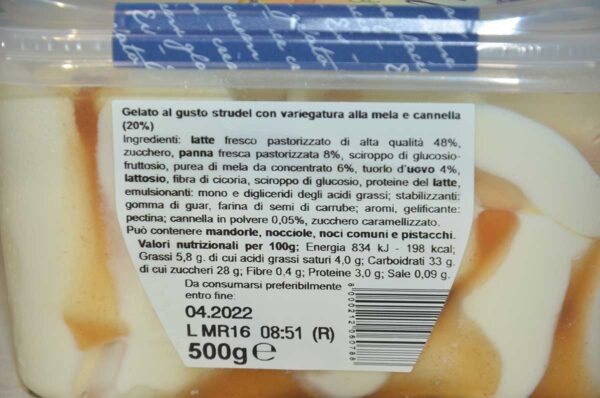 Gelato al gusto strudel con variegatura alla mela e cannella
(20%)
Ingredienti: latte fresco pastorizzato di alta qualità 48%,
zucchero, panna fresca pastorizzata 8%, sciroppo di glucosio-
fruttosio, purea di mela da concentrato 6%, tuorlo d'uovo 4%,
lattosio, fibra di cicoria, sciroppo di glucosio, proteine del latte,
emulsionanti: mono e digliceridi degli acidi grassi; stabilizzanti:
gomma di guar, farina di semi di carrube; aromi, gelificante:
pectina; cannella in polvere 0,05%, zucchero caramellizzato.
Può contenere mandorle, nocciole, noci comuni e pistacchi.
Valori nutrizionali per 100g: Energia 834 kJ - 198 kcal;
Grassi 5,8 g. di cui acidi grassi saturi 4,0 g; Carboidrati 33 g.
di cui zuccheri 28 g; Fibre 0,4 g; Proteine 3,0 g; Sale 0,09 g.
Da consumarsi preferibilmente
entro fine:
04.2022
L MR16 08:51 (R)
500g e
8000212060788